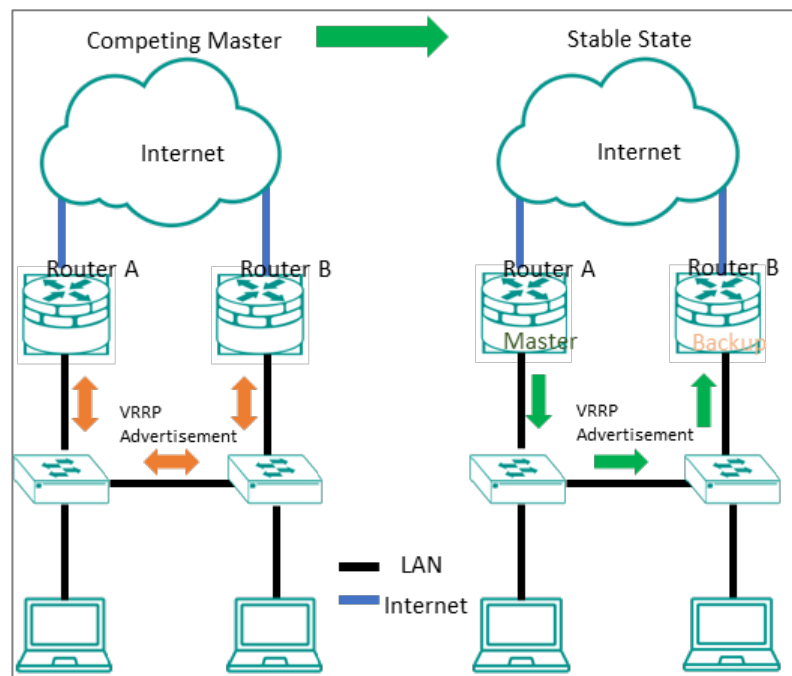 Competing Master
Stable State
Internet
Internet
Router A
Router B
Router A
Router B
Master
Backup
VRRP
Advertisement
VRRP
Advertisement
LAN
Internet